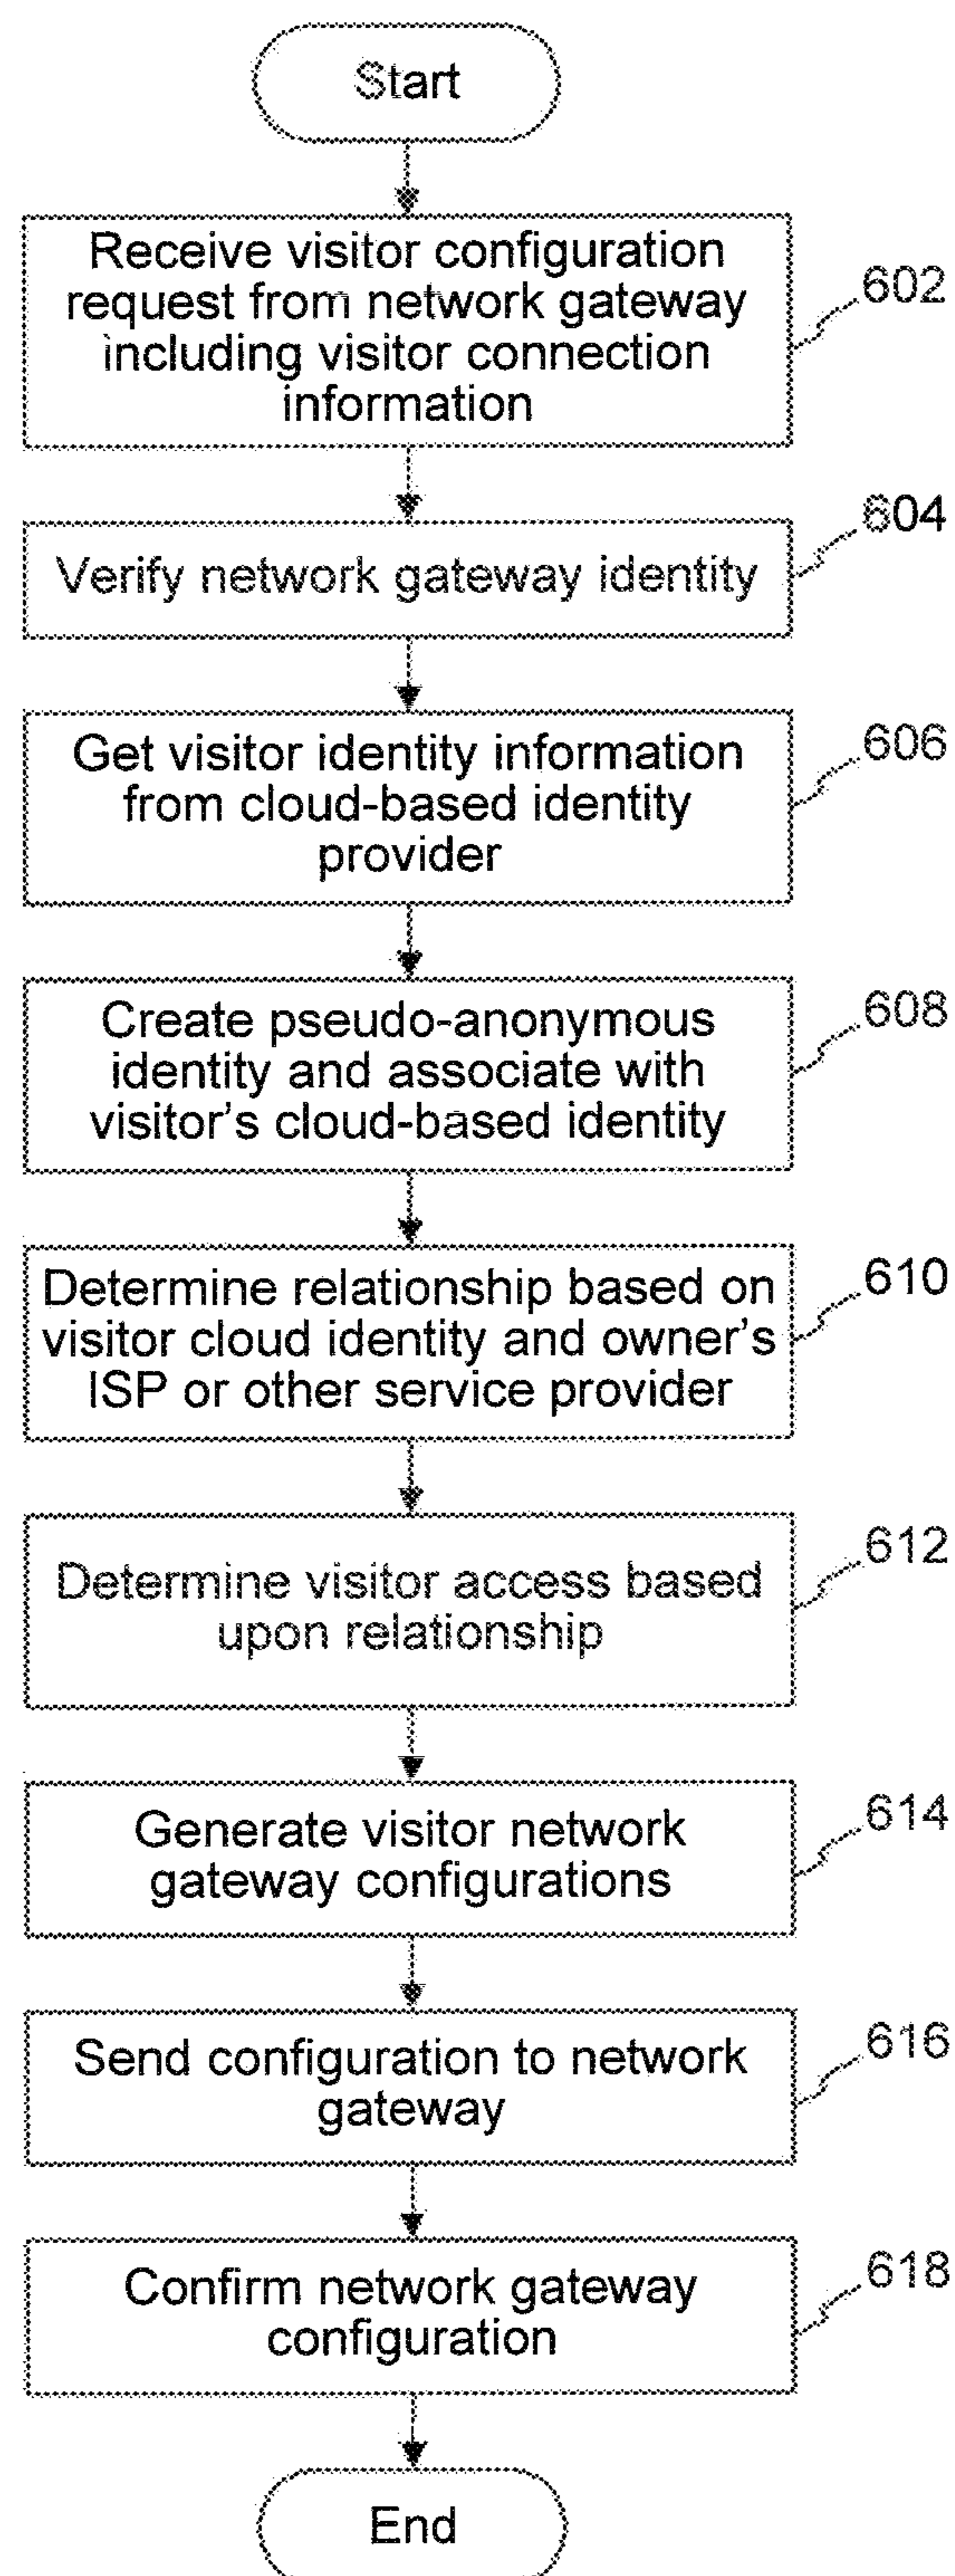 Start
Receive visitor configuration
request from network gateway
including visitor connection
information
602
Verify network gateway identity
604
Get visitor identity information
from cloud-based identity
provider
606
Create pseudo-anonymous
identity and associate with
visitor's cloud-based identity
608
Determine relationship based on
visitor cloud identity and owner's
ISP or other service provider
610
Determine visitor access based
upon relationship
612
Generate visitor network
gateway configurations
614
Send configuration to network
gateway
616
Confirm network gateway
configuration
618
End